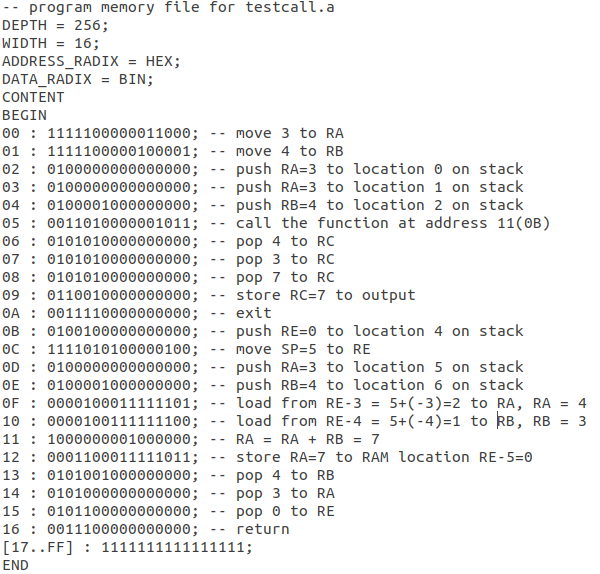 -- program memory file for testcall.a
DEPTH = 256;
WIDTH = 16;
ADDRESS_RADIX = HEX;
DATA_RADIX = BIN;
CONTENT
BEGIN
00 : 1111100000011000; -- move 3 to RA
01 : 1111100000100001; -- move 4 to RB
02 : 0100000000000000; -- push RA=3 to location 0 on stack
03 : 0100000000000000; -- push RA=3 to location 1 on stack
04 : 0100001000000000; -- push RB=4 to location 2 on stack
05 : 0011010000001011; -- call the function at address 11(0B)
06 : 0101010000000000; -- pop 4 to RC
07 : 0101010000000000; -- pop 3 to RC
08 : 0101010000000000; -- pop 7 to RC
09 : 0110010000000000; -- store RC=7 to output
0A : 0011110000000000; -- exit
0B : 0100100000000000; -- push RE=0 to location 4 on stack
0C : 1111010100000100; -- move SP=5 to RE
0D : 0100000000000000; -- push RA=3 to location 5 on stack
0E : 0100001000000000; -- push RB=4 to location 6 on stack
0F : 0000100011111101; -- load from RE-3 = 5+(-3)=2 to RA, RA = 4
10 : 0000100111111100; -- load from RE-4 = 5+(-4)=1 to RB, RB = 3
11 : 1000000001000000; -- RA = RA + RB = 7
12 : 0001100011111011; -- store RA=7 to RAM location RE-5=0
13 : 0101001000000000; -- pop 4 to RB
14 : 0101000000000000; -- pop 3 to RA
15 : 0101100000000000; -- pop 0 to RE
16 : 0011100000000000; -- return
[17..FF] : 1111111111111111;
END